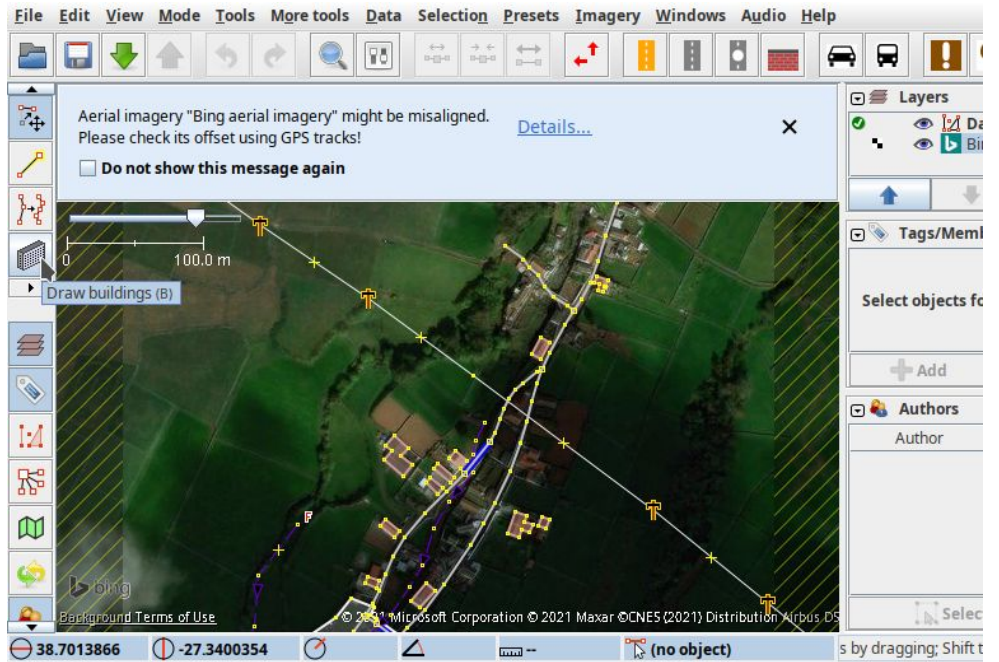 File Edit View Mode Tools More tools Data Selection Presets Imagery Windows Audio Help
Aerial imagery "Bing aerial imagery" might be misaligned.
Please check its offset using GPS tracks!
Details...
Do not show this message again
0 100.0 m
Draw buildings (B)
F
bing
Background Terms of Use
© 2021 Microsoft Corporation © 2021 Maxar ©CNES (2021) Distribution Airbus DS
Layers
Da
Bin
Tags/Memb
Select objects fo
Add
Authors
Author
Selec
38.7013866 -27.3400354 -- (no object) s by dragging; Shift t